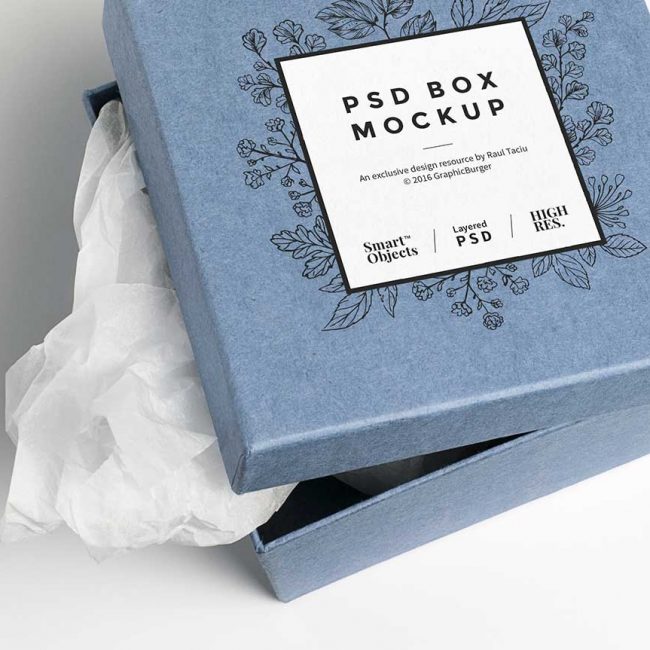 PSD BOX
MOCKUP
An exclusive design resource by Raul Taciu
© 2016 GraphicBurger
Smart™
Objects
Layered
PSD
HIGH
RES.